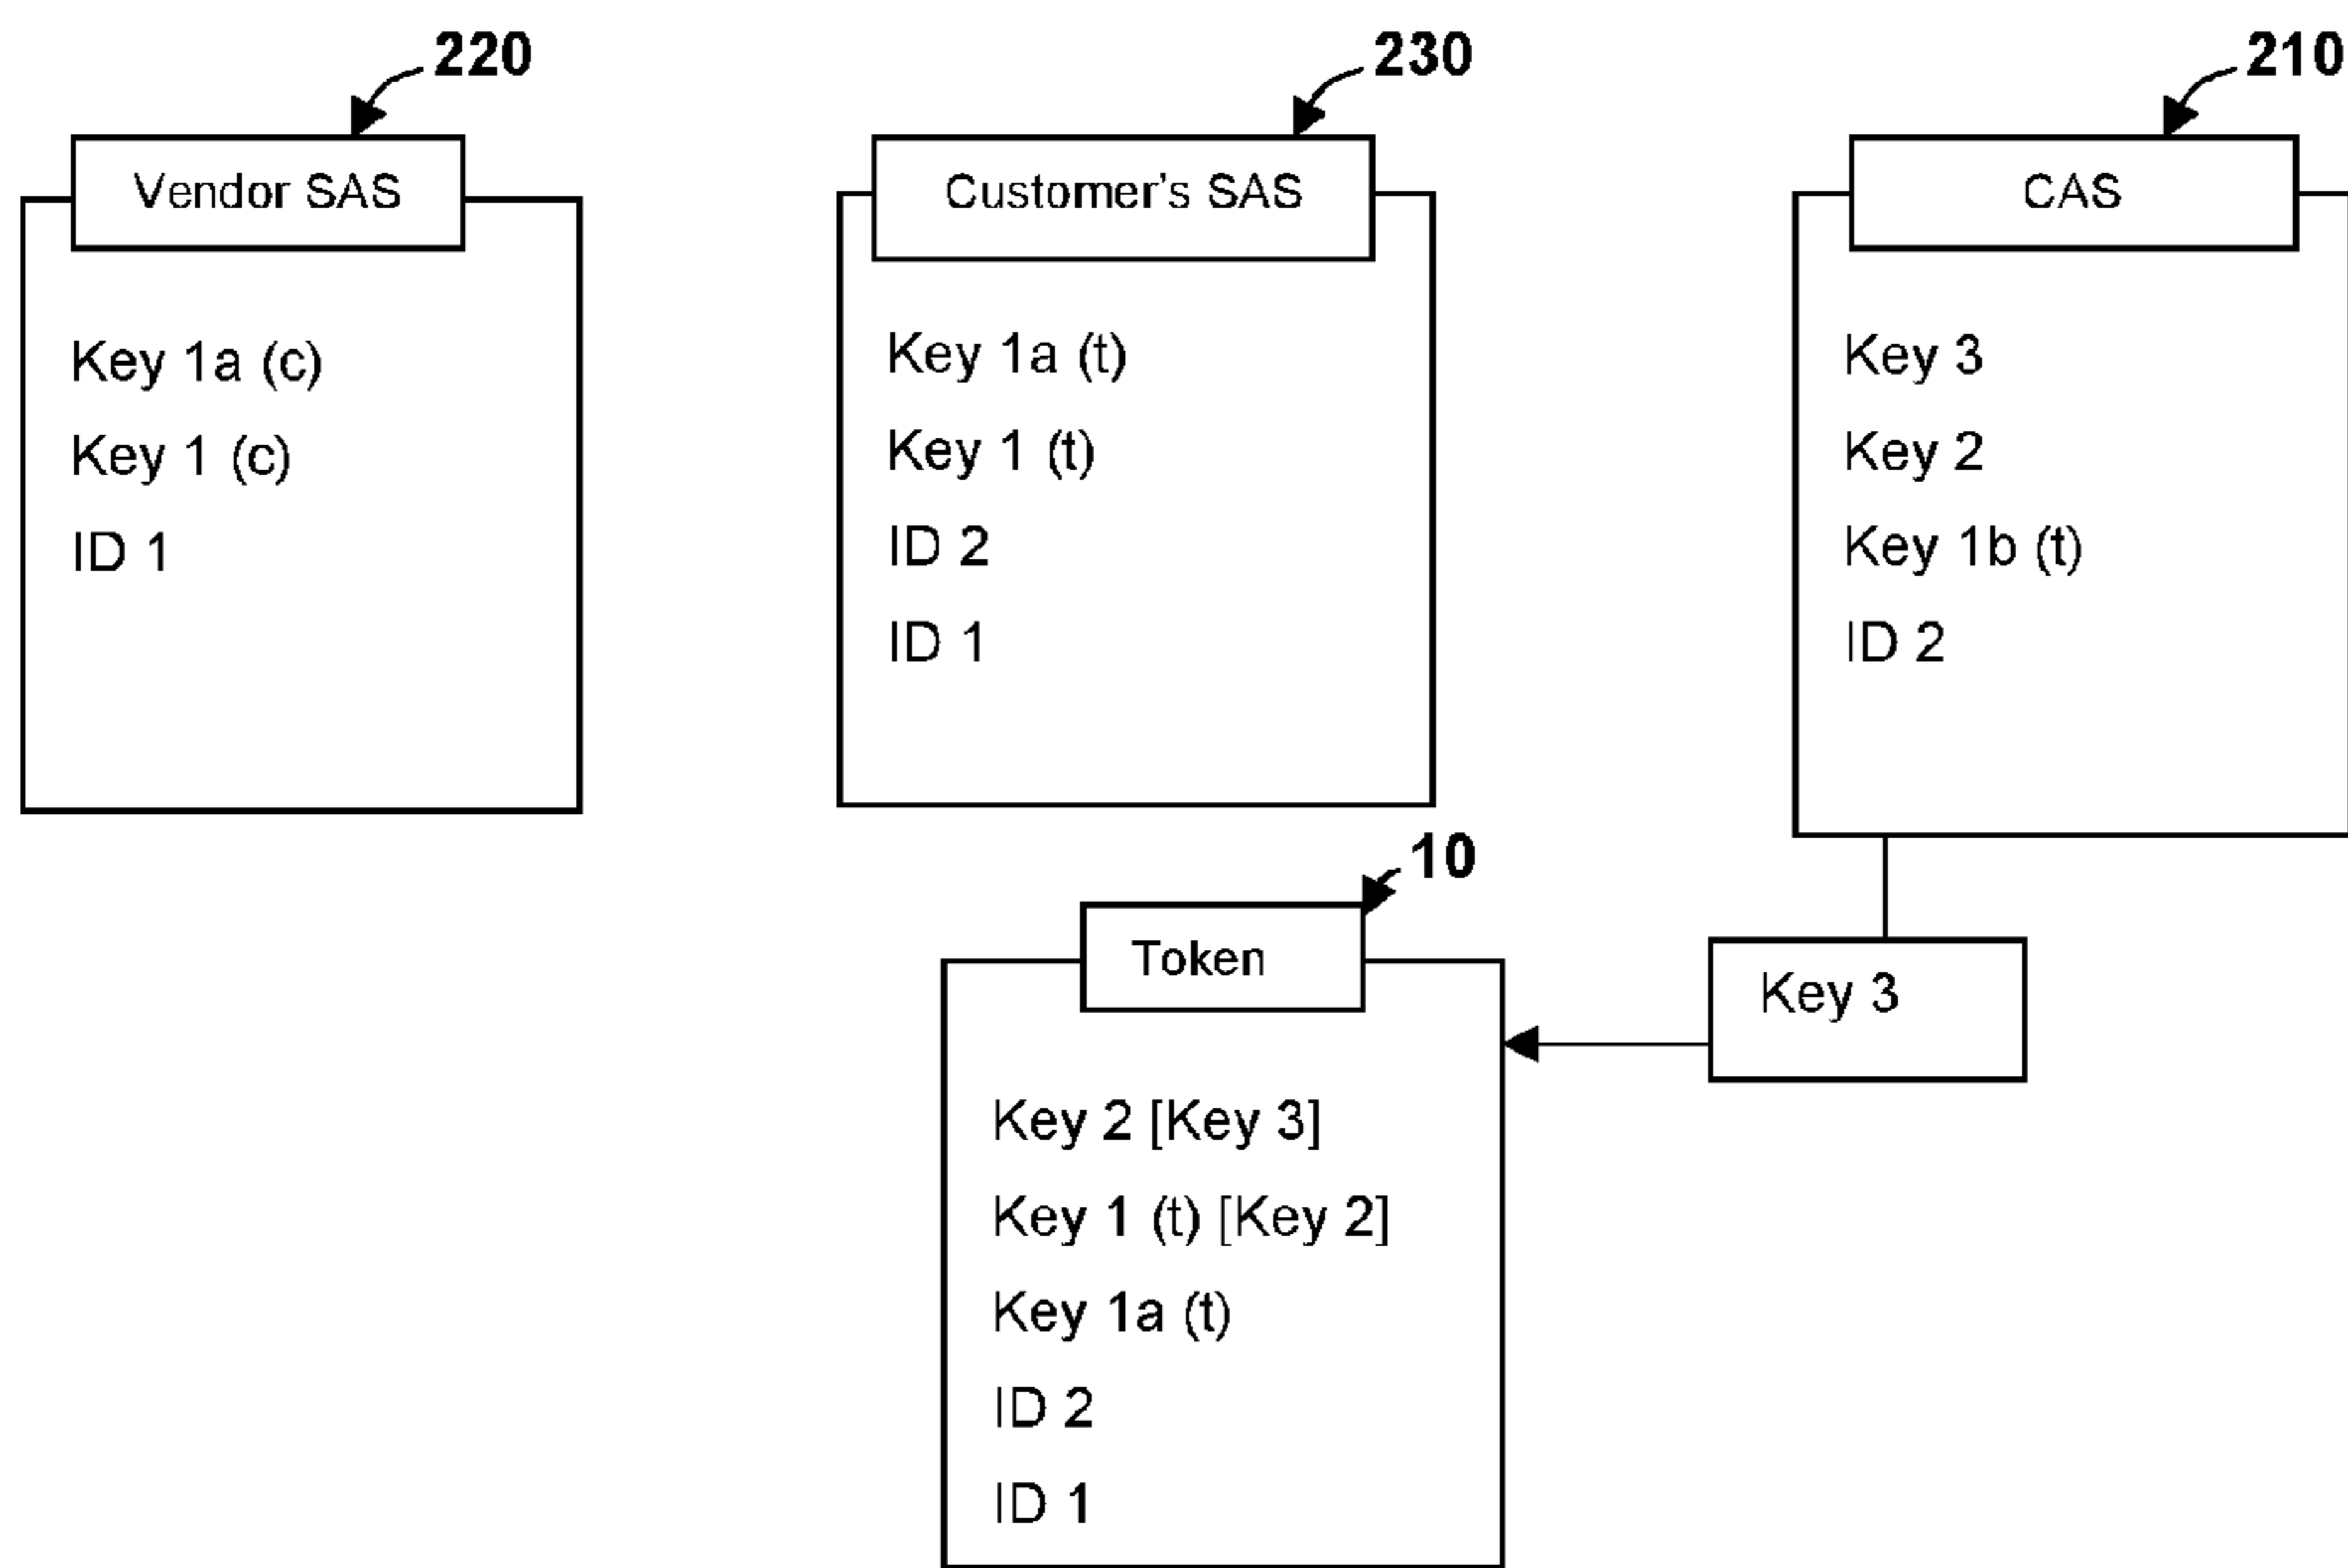 220
230
210
Vendor SAS
Customer's SAS
CAS
Key 1a (c)
Key 1 (c)
ID 1
Key 1a (t)
Key 1 (t)
ID 2
ID 1
Key 3
Key 2
Key 1b (t)
ID 2
10
Token
Key 3
Key 2 [Key 3]
Key 1 (t) [Key 2]
Key 1a (t)
ID 2
ID 1